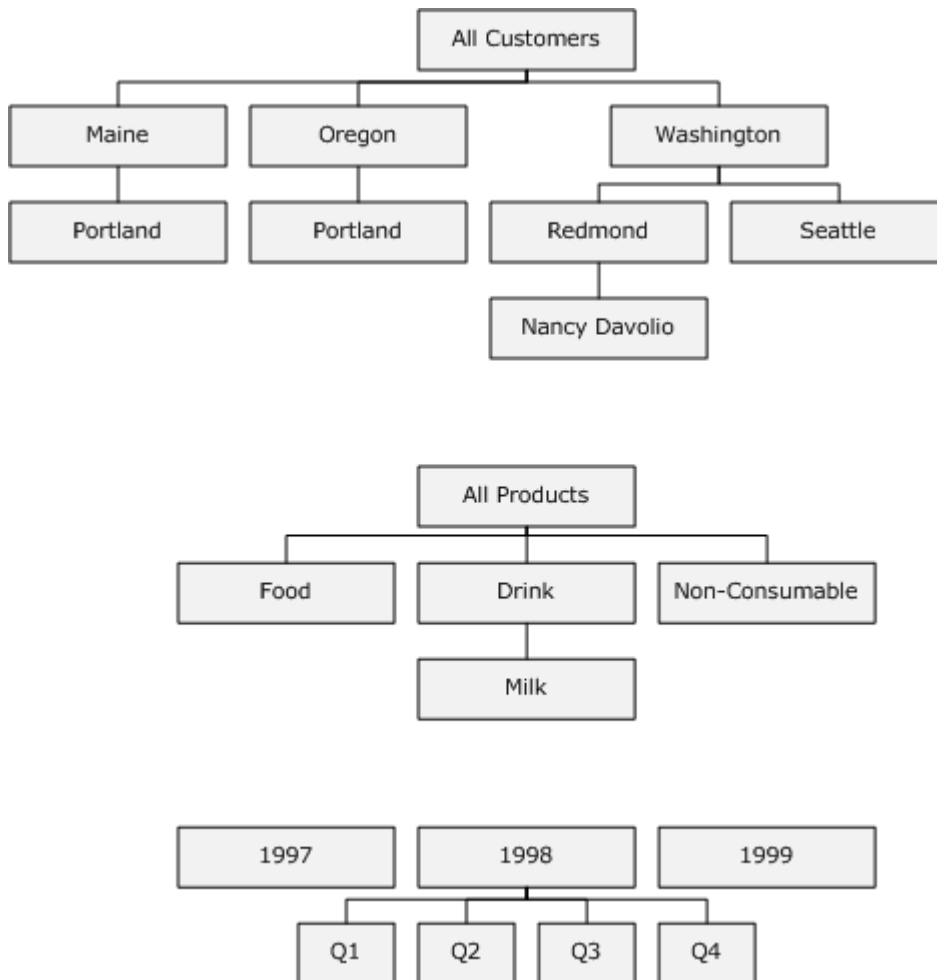 All Customers
Maine
Oregon
Washington
Portland
Portland
Redmond
Seattle
Nancy Davolio
All Products
Food
Drink
Non-Consumable
Milk
1997
1998
1999
Q1
Q2
Q3
Q4